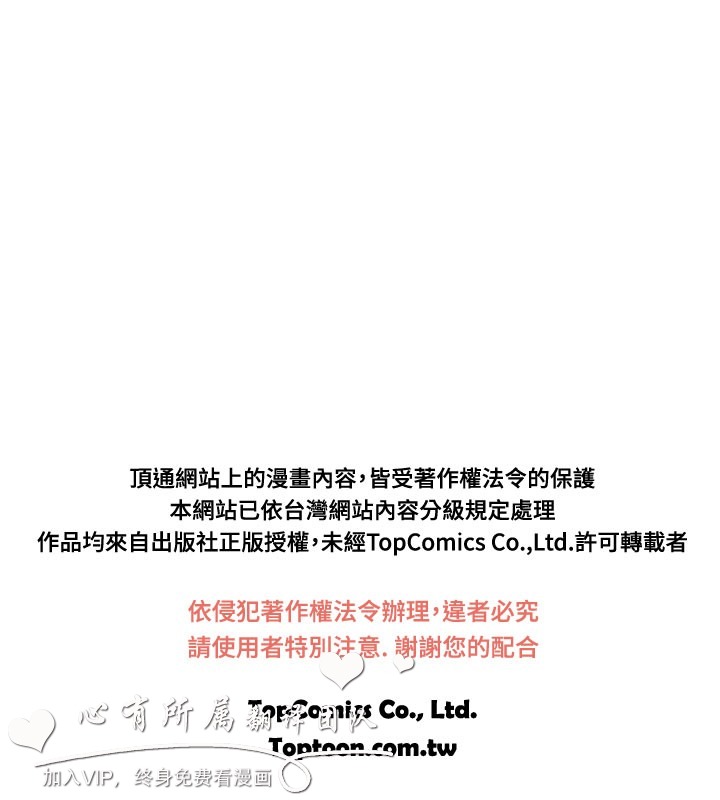 頂通網站上的漫畫內容，皆受著作權法令的保護
本網站已依台灣網站內容分級規定處理
作品均來自出版社正版授權，未經TopComics Co.,Ltd.許可轉載者
依侵犯著作權法令辦理，違者必究
請使用者特別注意. 謝謝您的配合
TopComics Co., Ltd.
心有所属翻译团队
Toptoon.com.tw
加入VIP，终身免费看漫画